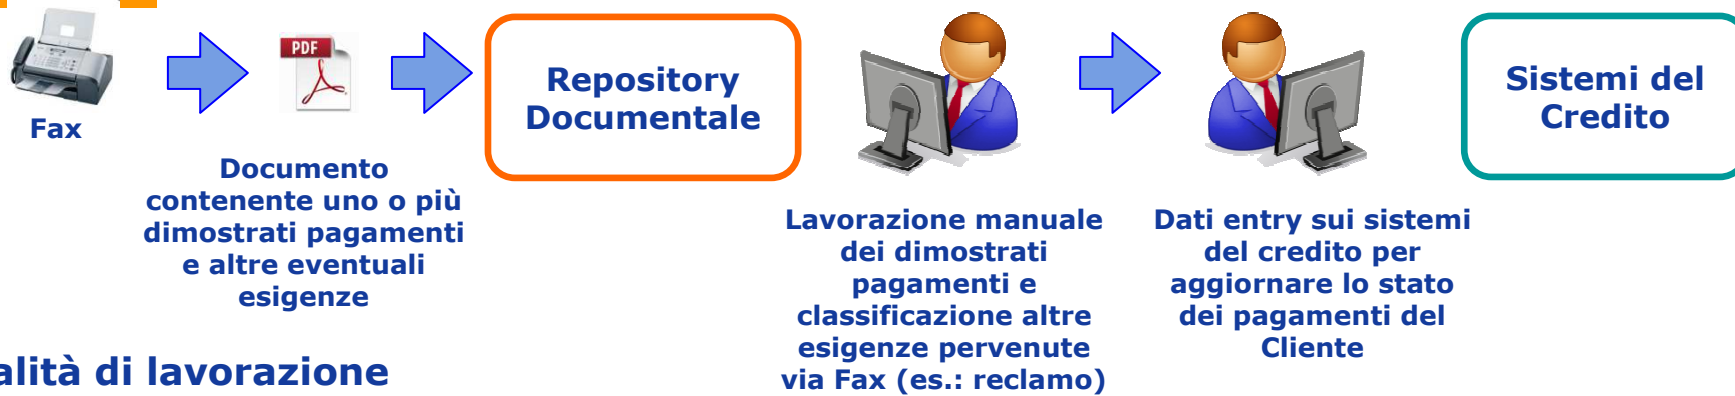 Fax
PDF
Documento
contenente uno o più
dimostrati pagamenti
e altre eventuali
esigenze
Repository
Documentale
Lavorazione manuale
dei dimostrati
pagamenti e
classificazione altre
esigenze pervenute
via Fax (es.: reclamo)
Dati entry sui sistemi
del credito per
aggiornare lo stato
dei pagamenti del
Cliente
Sistemi del
Credito
alità di lavorazione